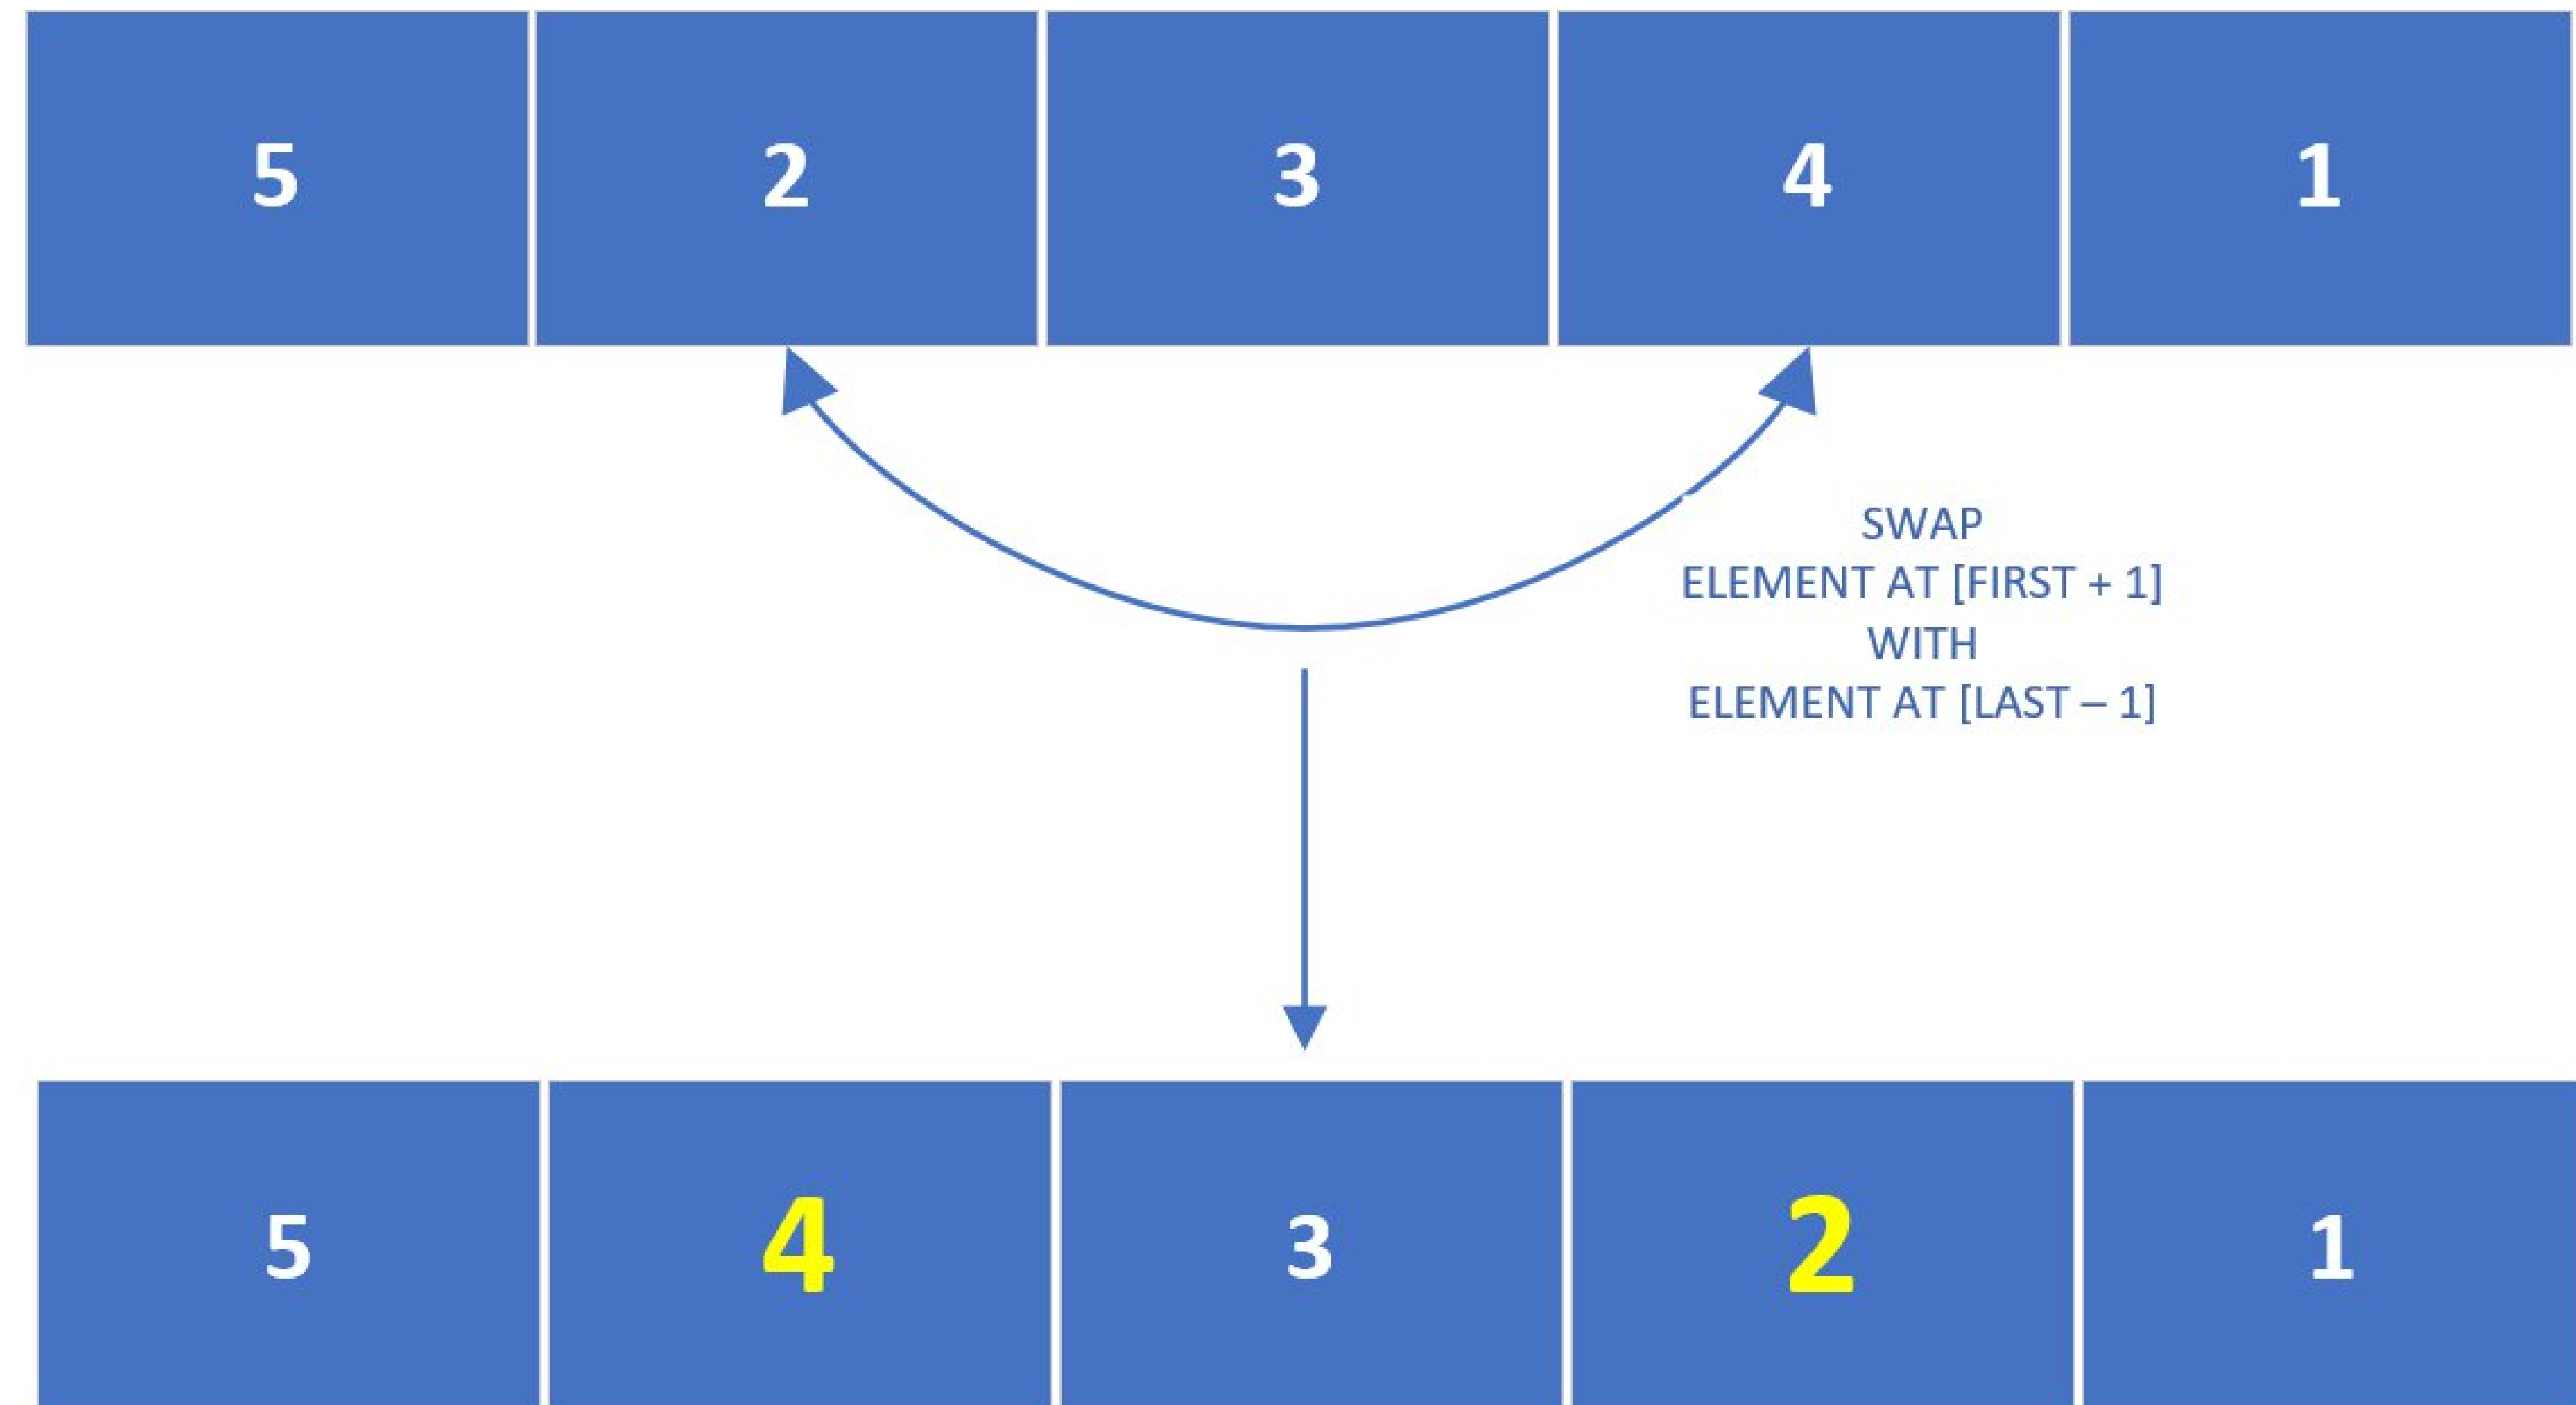 5 2 3 4 1
SWAP
ELEMENT AT [FIRST + 1]
WITH
ELEMENT AT [LAST – 1]
5 4 3 2 1